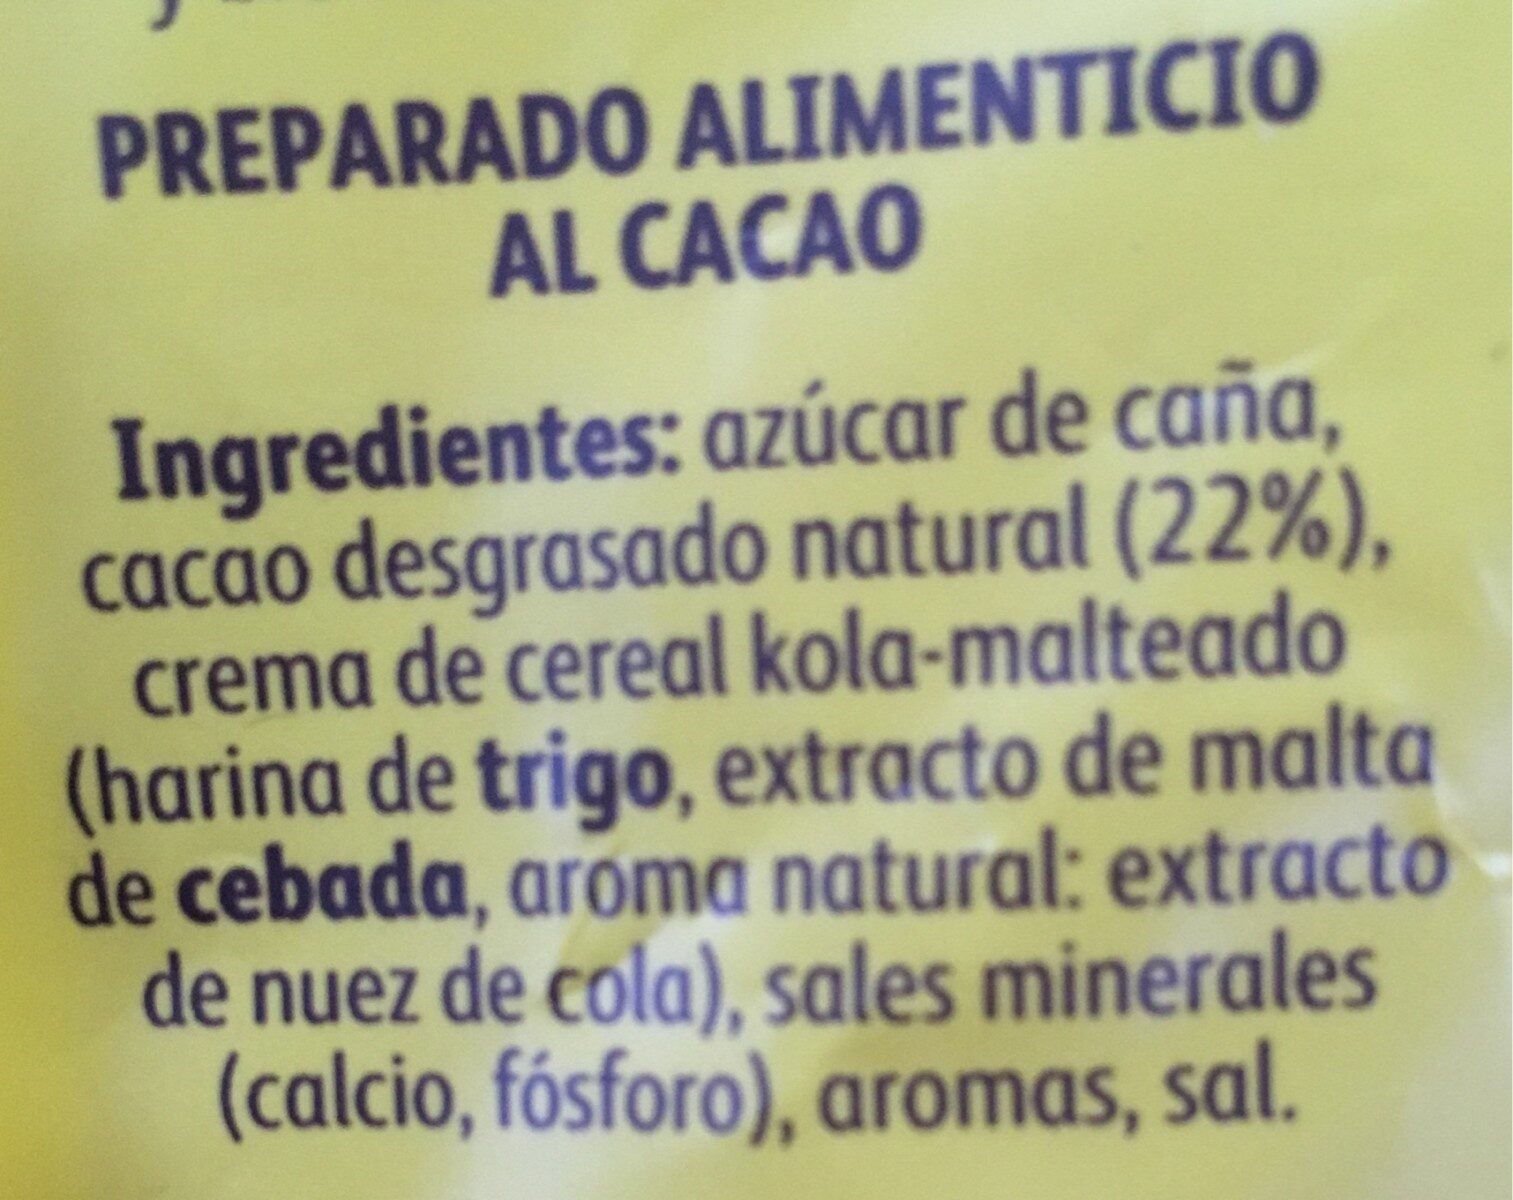 PREPARADO ALIMENTICIO
AL CACAO
Ingredientes: azúcar de caña,
cacao desgrasado natural (22%),
crema de cereal kola-malteado
(harina de trigo, extracto de malta
de cebada, aroma natural: extracto
de nuez de cola), sales minerales
(calcio, fósforo), aromas, sal.